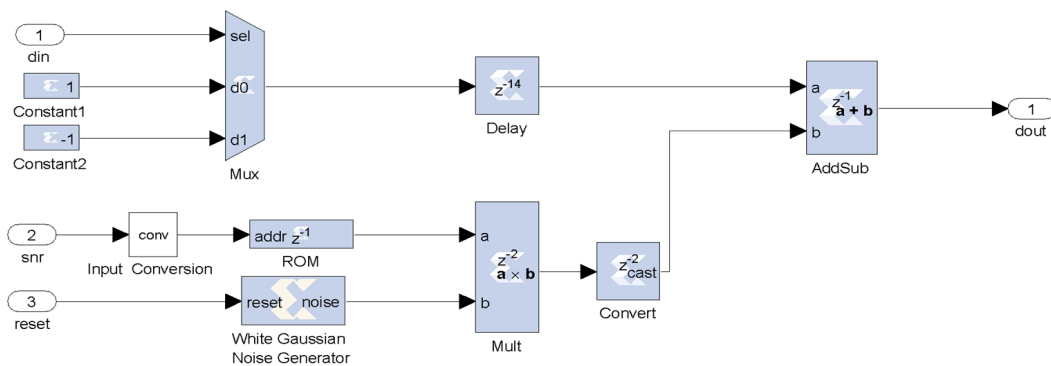 1
din
1
Constant1
-1
Constant2
sel
d0
d1
Mux
z-14
Delay
a
b
z-1
a + b
AddSub
1
dout
2
snr
conv
Input Conversion
addr z-1
ROM
3
reset
reset noise
White Gaussian
Noise Generator
a
b
z-2
a × b
Mult
z-2
cast
Convert